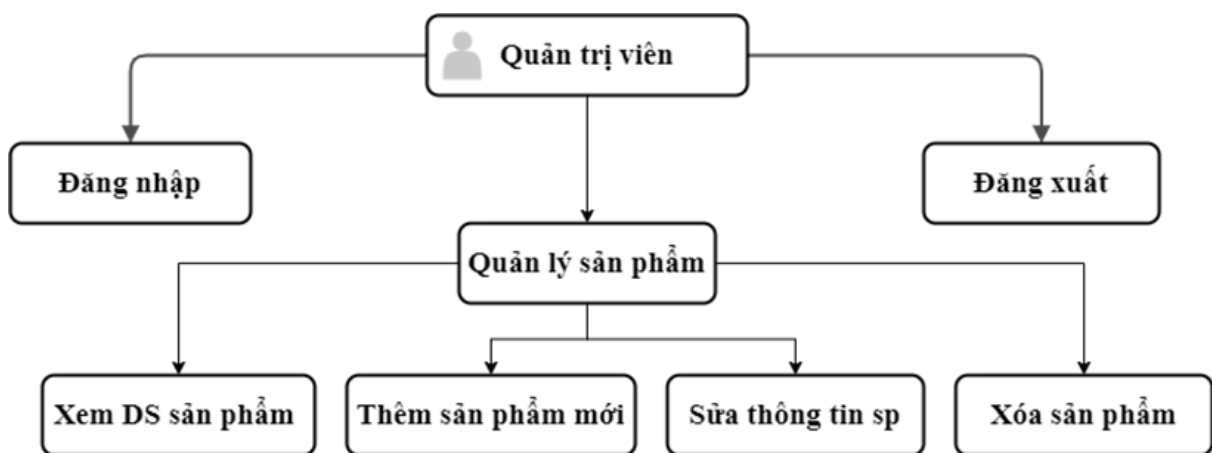 Quản trị viên
Đăng nhập
Đăng xuất
Quản lý sản phẩm
Xem DS sản phẩm
Thêm sản phẩm mới
Sửa thông tin sp
Xóa sản phẩm